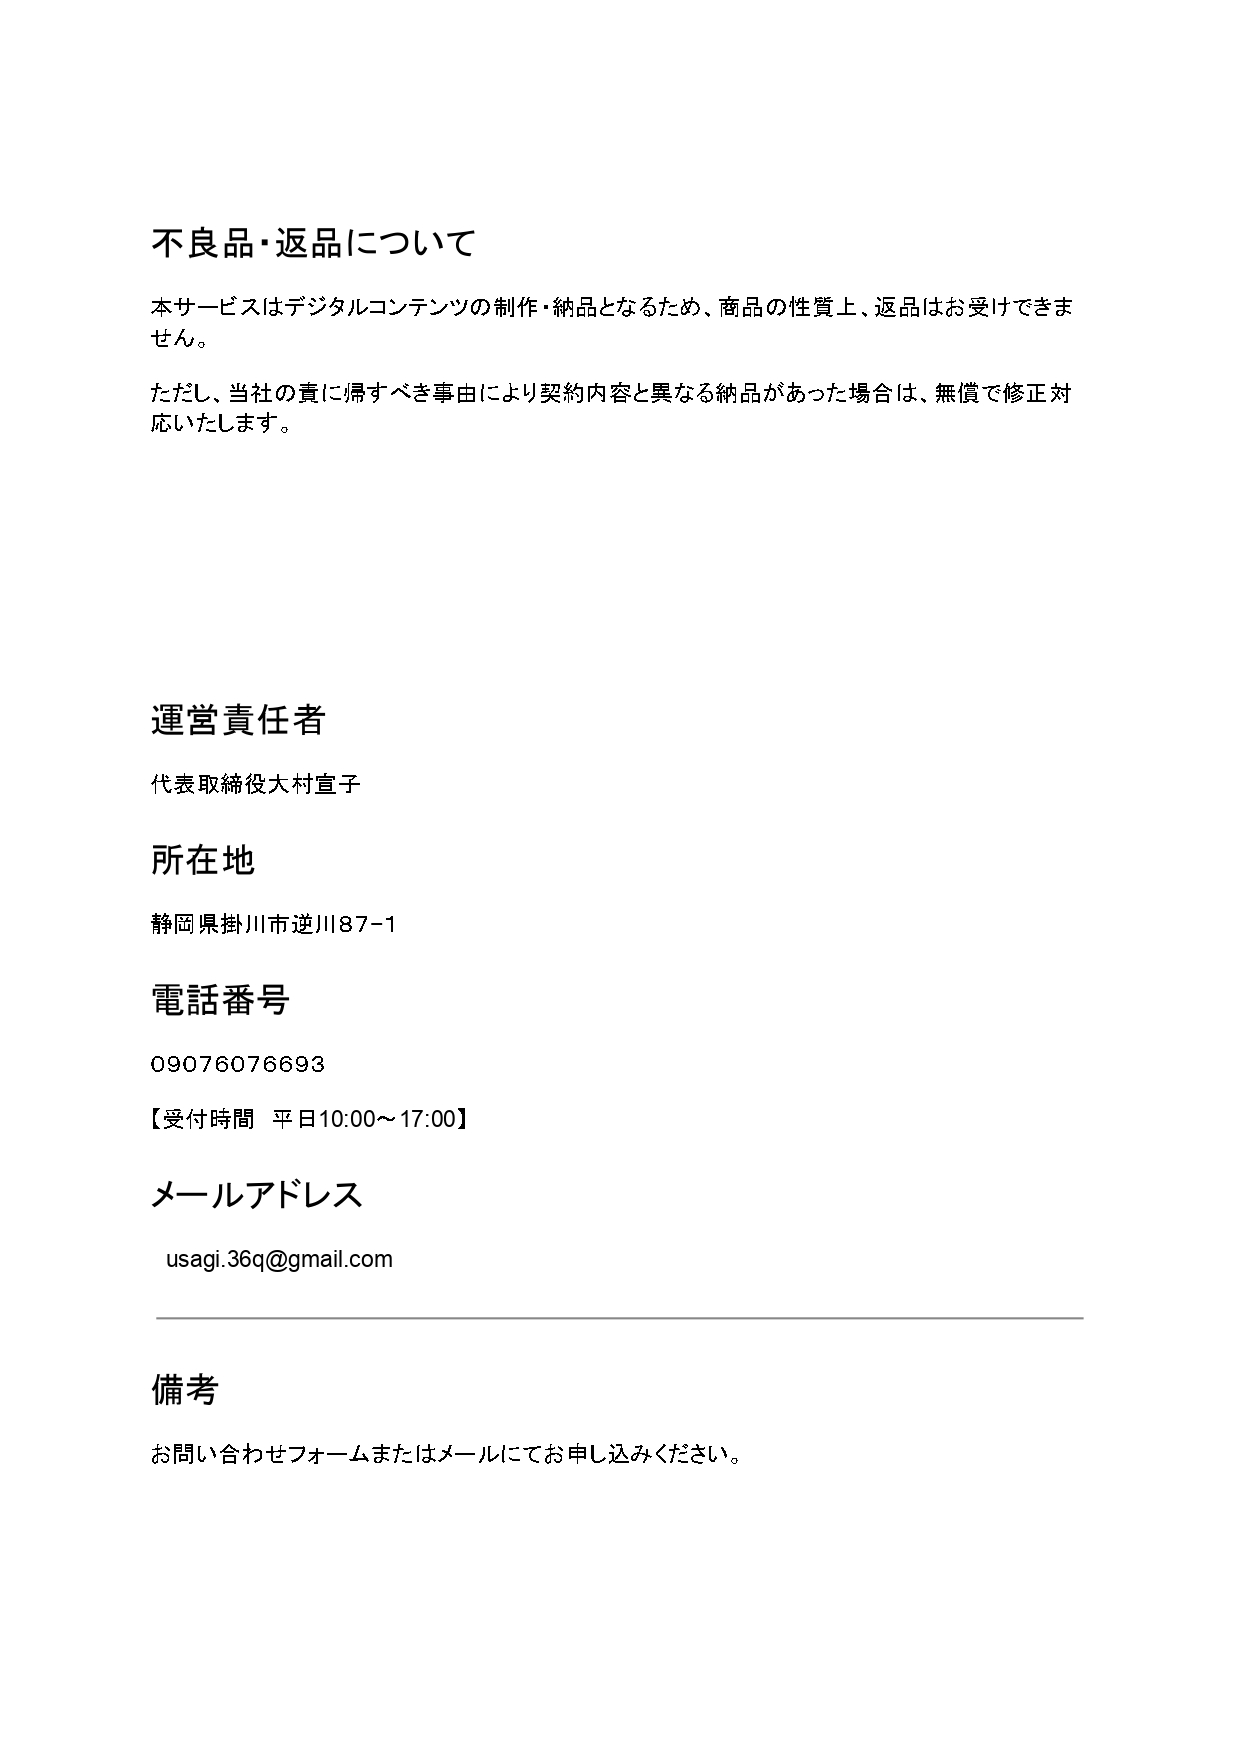 不良品・返品について
本サービスはデジタルコンテンツの制作・納品となるため、商品の性質上、返品はお受けできま
せん。
ただし、当社の責に帰すべき事由により契約内容と異なる納品があった場合は、無償で修正対
応いたします。
運営責任者
代表取締役大村宣子
所在地
静岡県掛川市逆川８７−１
電話番号
０９０７６０７６６９３
【受付時間　平日10:00〜17:00】
メールアドレス
usagi.36q@gmail.com
備考
お問い合わせフォームまたはメールにてお申し込みください。